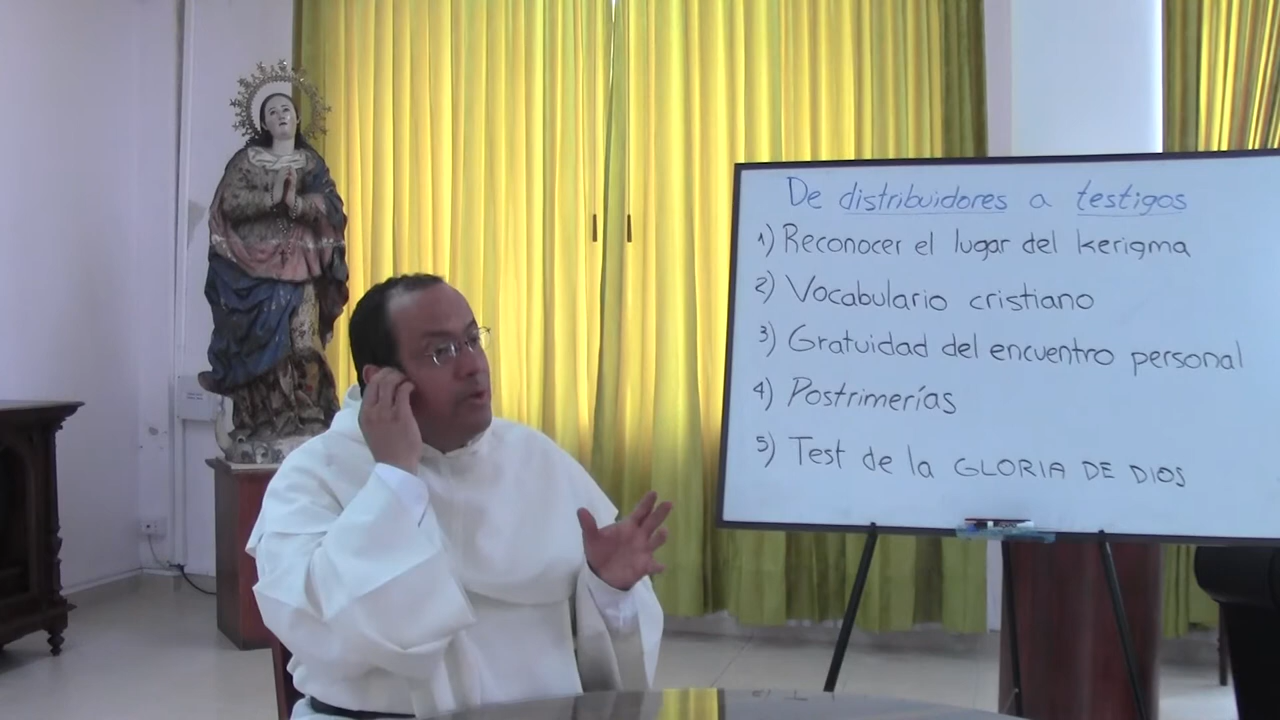 De distribuidores a testigos
1) Reconocer el lugar del kerigma
2) Vocabulario cristiano
3) Gratuidad del encuentro personal
4) Postrimerías
5) Test de la GLORIA DE DIOS